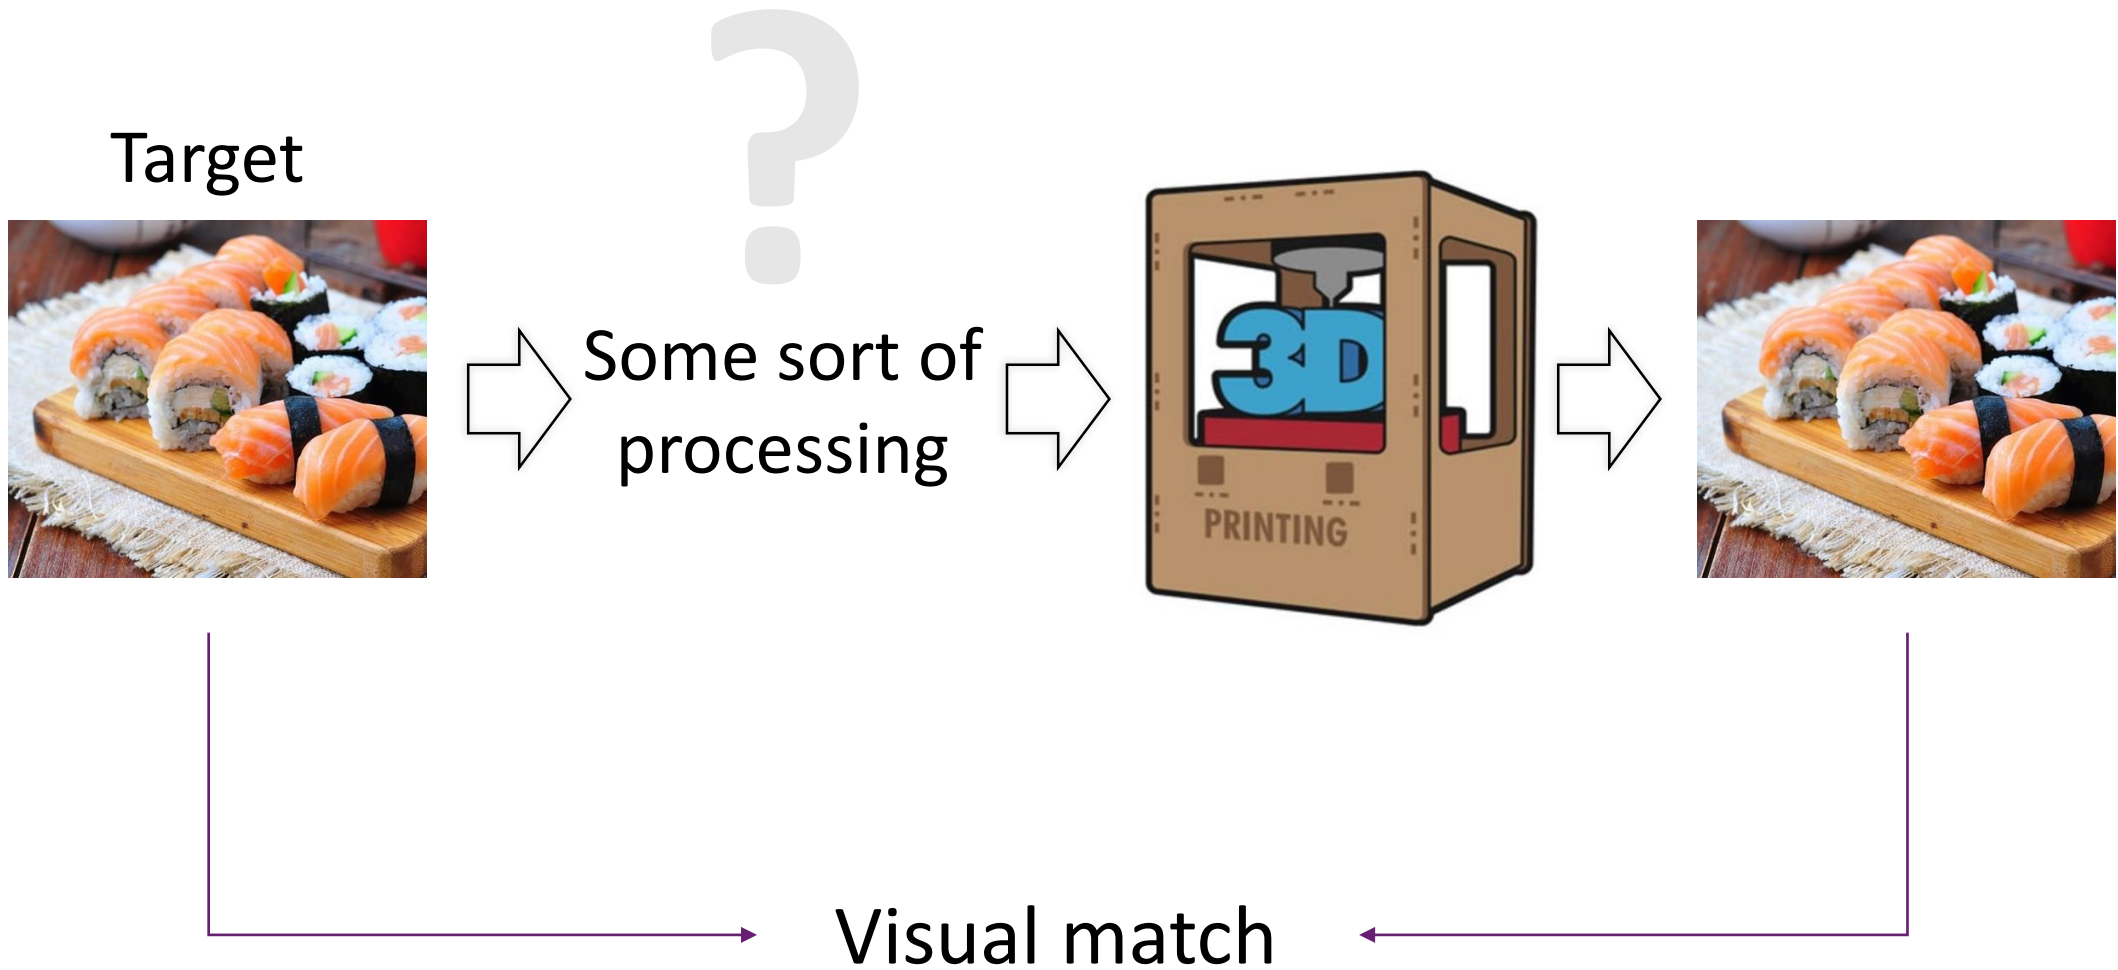 ?
Target
Some sort of
processing
3D
PRINTING
Visual match